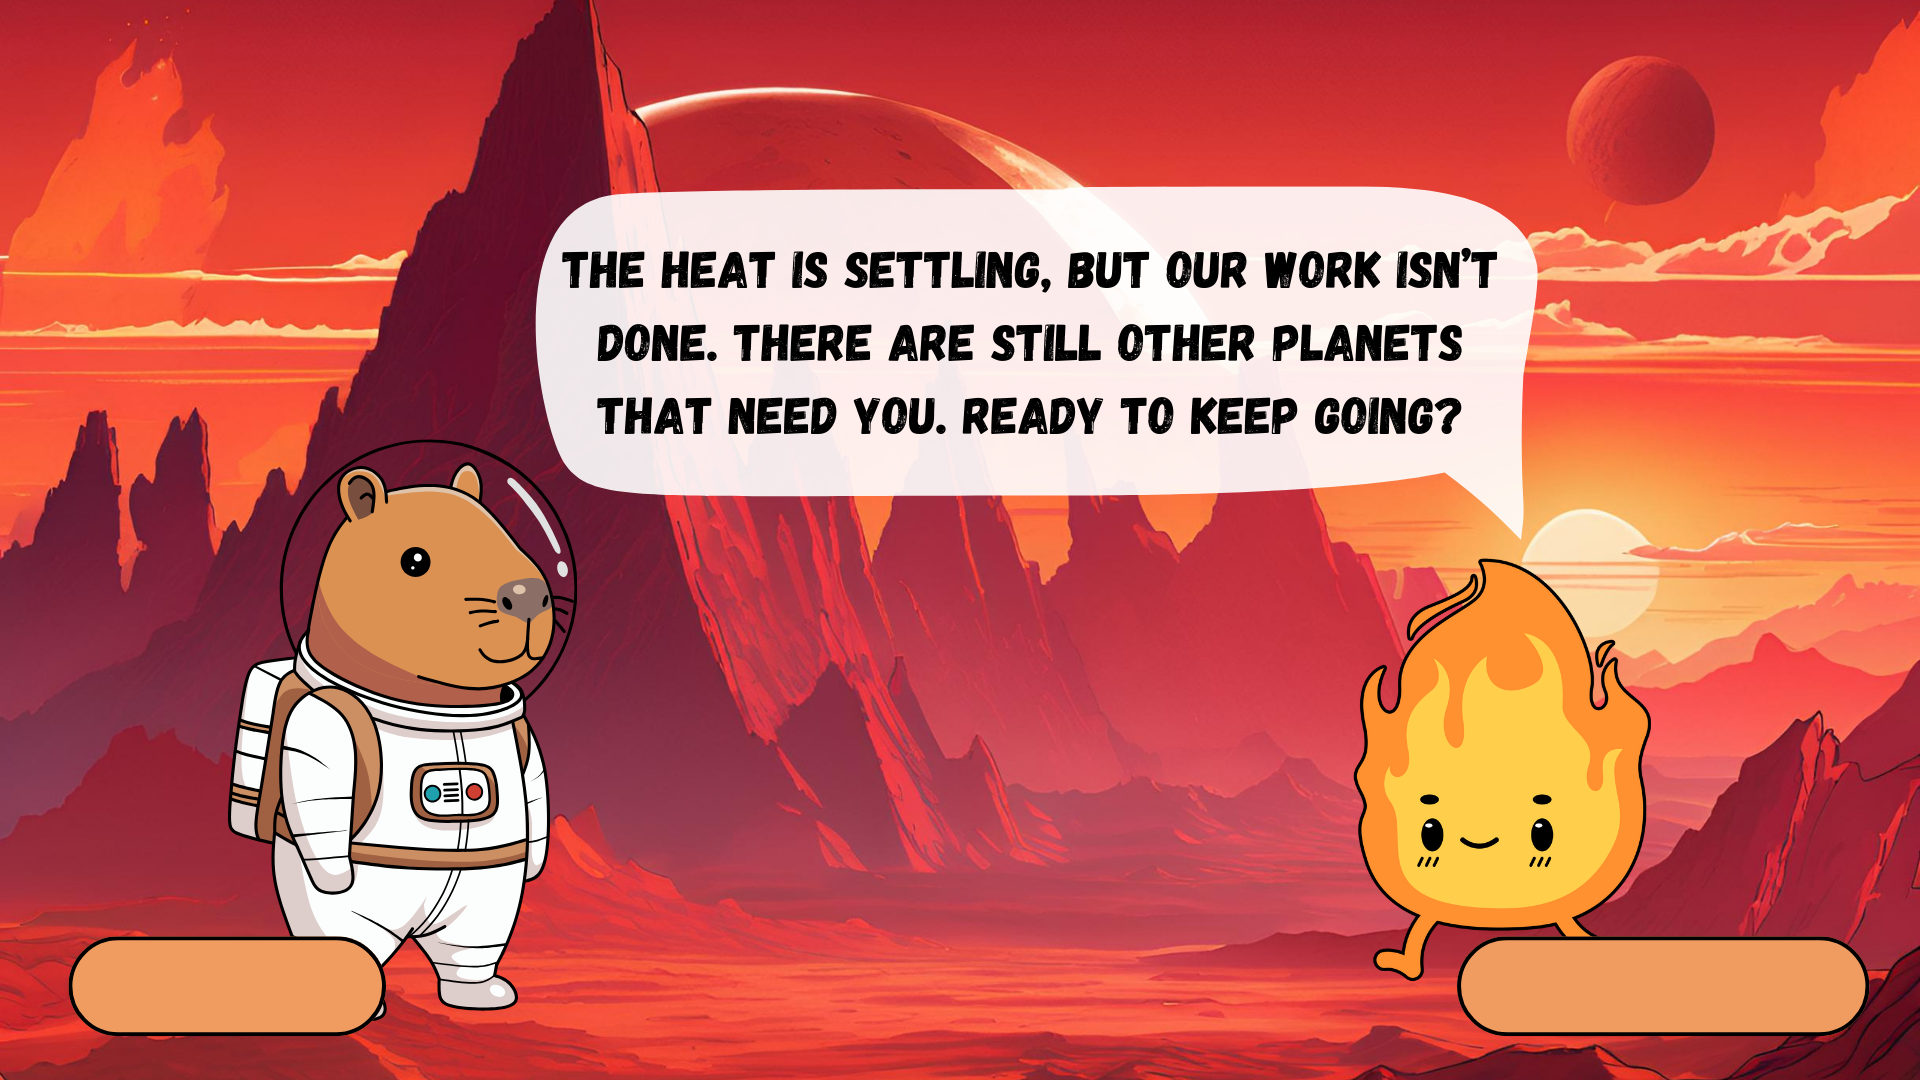 THE HEAT IS SETTLING, BUT OUR WORK ISN’T
DONE. THERE ARE STILL OTHER PLANETS
THAT NEED YOU. READY TO KEEP GOING?